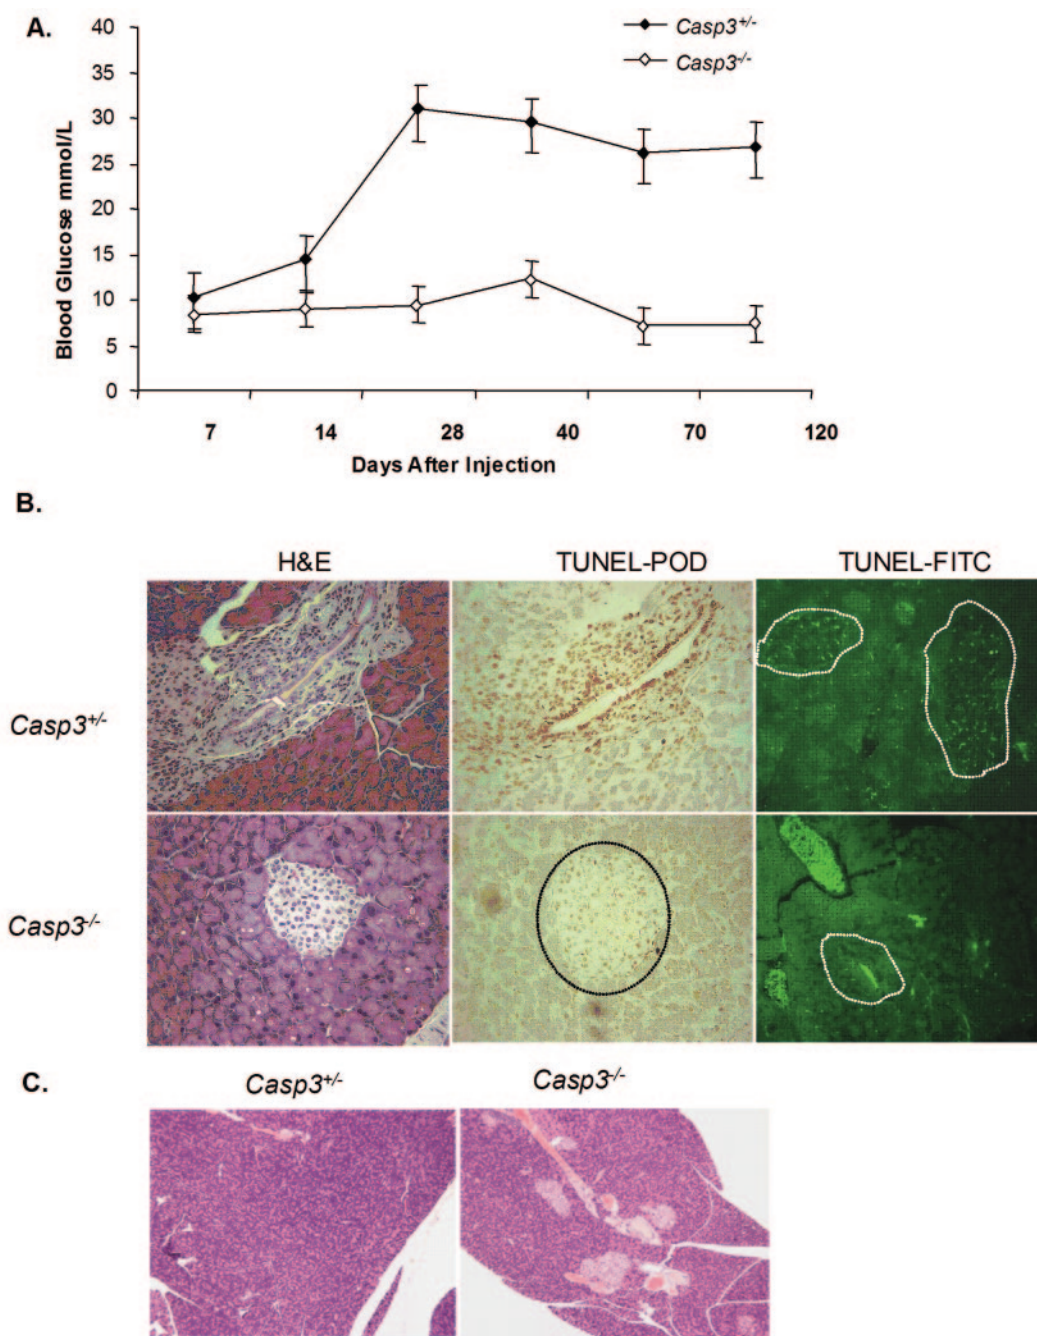 A.
Casp3+/-
Casp3-/-
40
35
30
25
20
15
10
5
0
Blood Glucose mmol/L
7 14 28 40 70 120
Days After Injection
B.
H&E TUNEL-POD TUNEL-FITC
Casp3+/-
Casp3-/-
C.
Casp3+/- Casp3-/-